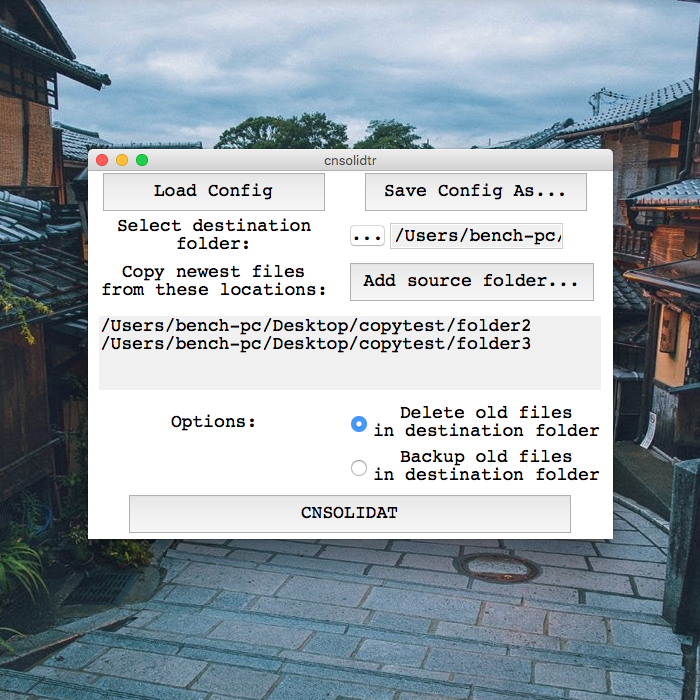 cnsolidtr
Load Config
Save Config As...
Select destination
folder:
...
/Users/bench-pc/
Copy newest files
from these locations:
Add source folder...
/Users/bench-pc/Desktop/copytest/folder2
/Users/bench-pc/Desktop/copytest/folder3
Options:
Delete old files
in destination folder
Backup old files
in destination folder
CNSOLIDAT